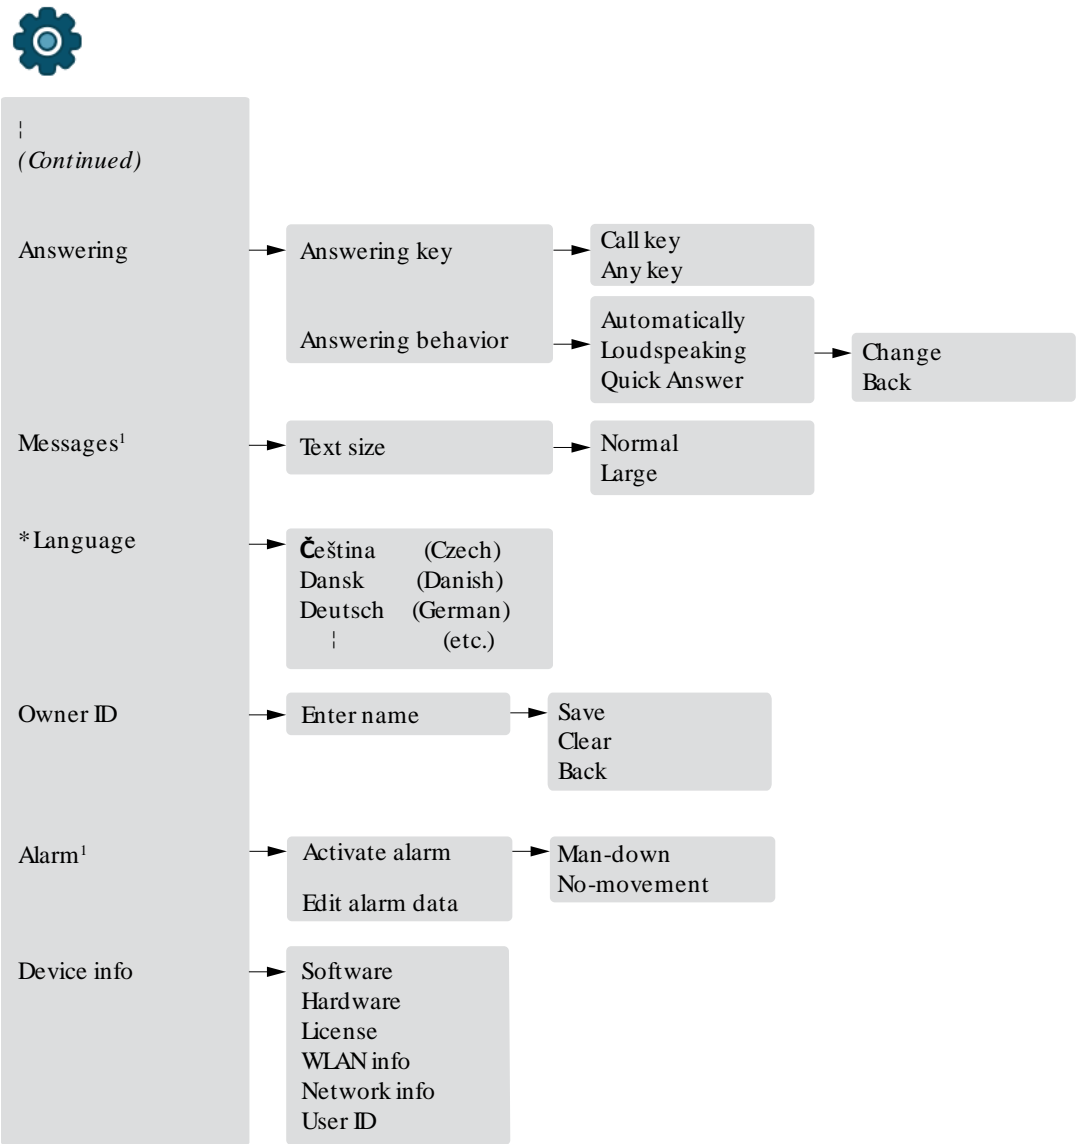 ¦
(Continued)
Answering
Answering key
Call key
Any key
Answering behavior
Automatically
Loudspeaking
Quick Answer
Change
Back
Messages¹
Text size
Normal
Large
*Language
Čeština (Czech)
Dansk (Danish)
Deutsch (German)
¦ (etc.)
Owner ID
Enter name
Save
Clear
Back
Alarm¹
Activate alarm
Man-down
No-movement
Edit alarm data
Device info
Software
Hardware
License
WLAN info
Network info
User ID